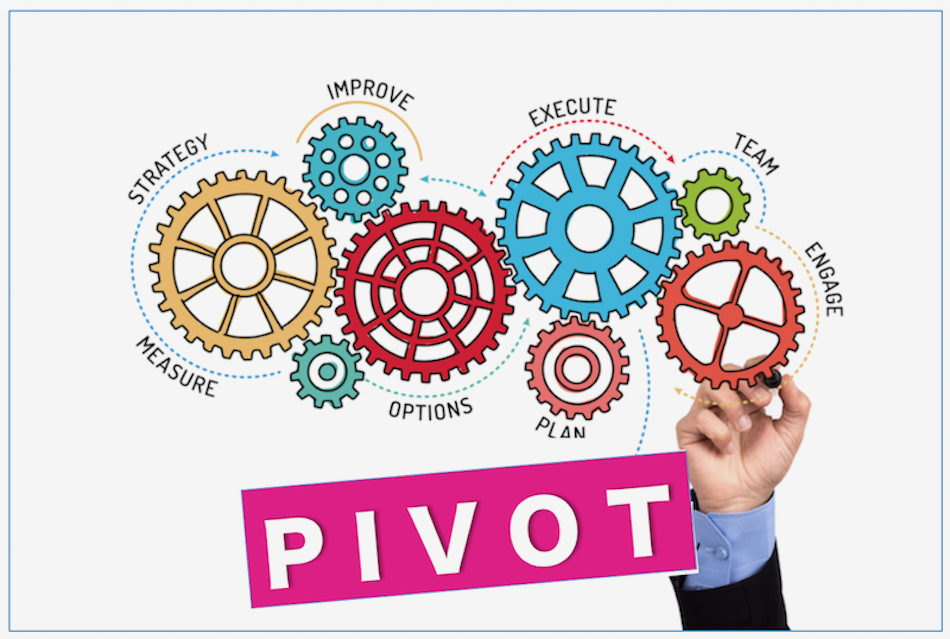 IMPROVE
EXECUTE
STRATEGY
TEAM
ENGAGE
MEASURE
OPTIONS
PLAN
PIVOT